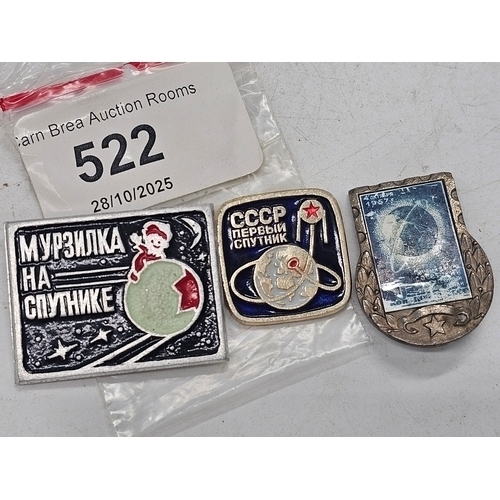 Carn Brea Auction Rooms
522
28/10/2025
МУРЗИЛКА
НА
СПУТНИКЕ
СССР
ПЕРВЫЙ
СПУТНИК